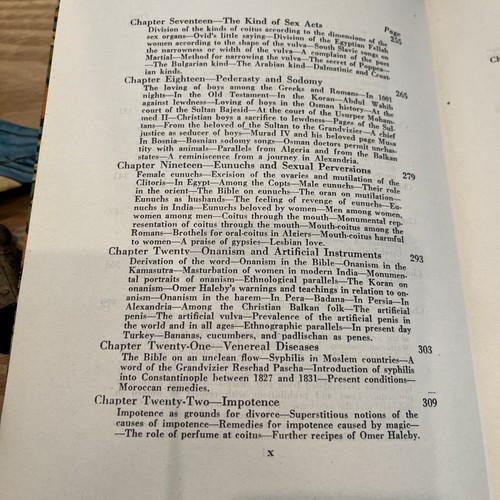 Page
Chapter Seventeen—The Kind of Sex Acts 255
Division of the kinds of coitus according to the dimensions of the
sex organs—Ovid's little saying—Division of the Egyptian Fellah
women according to the shape of the vulva—South Slavic songs on
the narrowness or width of the vulva—A complaint of the poet
Martial—Method for narrowing the vulva—The secret of Poppea—
—The Bulgarian kind—The Arabian kind—Dalmatinic and Croat-
ian kinds.
Chapter Eighteen—Pederasty and Sodomy 265
The loving of boys among the Greeks and Romans—In 1001
nights—In the Old Testament—In the Koran—Abdul Wahib
against lewdness—Loving of boys in Osman history—At the
court of the Sultan Bajesid—At the court of the Usurper Moham-
med II—Christian boys a sacrifice to lewdness—Pages of the Sul-
tans—From the beloved of the Sultan to the Grandvizier—A chief
justice as seducer of boys—Murad IV and his beloved page Musa
In Bosnia—Bosnian sodomy songs—Osman doctors permit unchas-
tity with animals—Parallels from Algeria and from the Balkan
states—A reminiscence from a journey in Alexandria.
Chapter Nineteen—Eunuchs and Sexual Perversions 279
Female eunuchs—Excision of the ovaries and mutilation of the
Clitoris—In Egypt—Among the Copts—Male eunuchs—Their role
in the orient—The Bible on eunuchs—The oran on mutilation—
Eunuchs as husbands—The feeling of revenge of eunuchs—Eu-
nuchs in India—Eunuchs beloved by women—Men among women,
women among men—Coitus through the mouth—Monumental rep-
resentation of coitus through the mouth—Mouth-coitus among the
Romans—Brothels for oral-coitus in Algiers—Mouth-coitus harmful
to women—A praise of gypsies—Lesbian love.
Chapter Twenty—Onanism and Artificial Instruments 293
Derivation of the word—Onanism in the Bible—Onanism in the
Kamasutra—Masturbation of women in modern India—Monumen-
tal portraits of onanism—Ethnological parallels—The Koran on
onanism—Omer Haleby's warnings and teachings in relation to on-
anism—Onanism in the harem—In Pera—Badana—In Persia—In
Alexandria—Among the Christian Balkan folk—The artificial
penis—The artificial vulva—Prevalence of the artificial penis in
the world and in all ages—Ethnographic parallels—In present day
Turkey—Bananas, cucumbers, and padlischan as penes.
Chapter Twenty-One—Venereal Diseases 303
The Bible on an unclean flow—Syphilis in Moslem countries—A
word of the Grandvizier Reschad Pascha—Introduction of syphilis
into Constantinople between 1827 and 1831—Present conditions—
Moroccan remedies.
Chapter Twenty-Two—Impotence 309
Impotence as grounds for divorce—Superstitious notions of the
causes of impotence—Remedies for impotence caused by magic—
—The role of perfume at coitus—Further recipes of Omer Haleby.
X